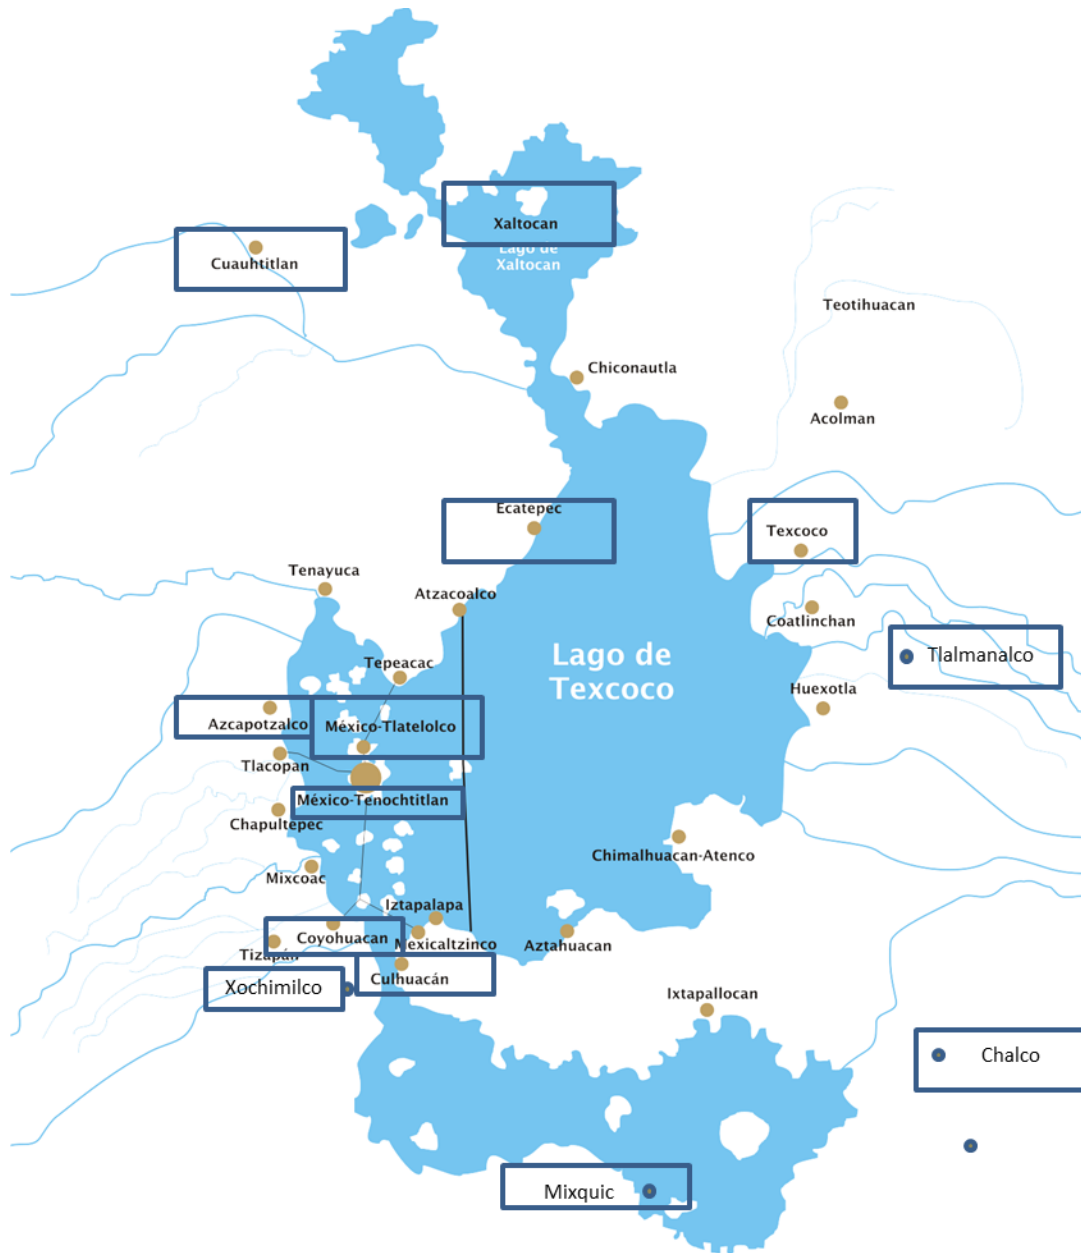 Xaltocan
Lago de
Xaltocan
Cuauhtitlan
Teotihuacan
Chiconautla
Acolman
Ecatepec
Texcoco
Tenayuca
Atzacoalco
Coatlinchan
Tlalmanalco
Lago de
Texcoco
Tepeacac
Huexotla
Azcapotzalco
México-Tlatelolco
Tlacopan
México-Tenochtitlan
Chapultepec
Chimalhuacan-Atenco
Mixcoac
Iztapalapa
Coyohuacan
Mexicaltzinco
Aztahuacan
Tizapán
Culhuacán
Xochimilco
Ixtapallocan
Chalco
Mixquic